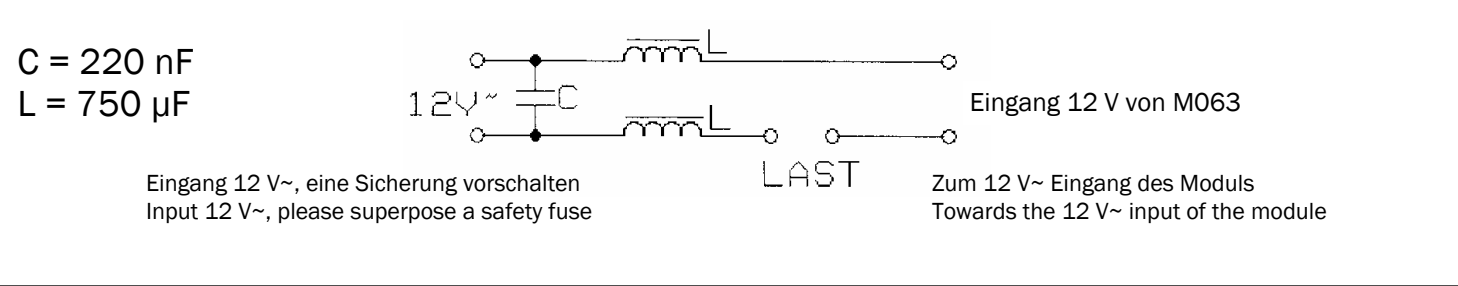 C = 220 nF
L = 750 µF
L
12V~
C
Eingang 12 V von M063
L
LAST
Eingang 12 V~, eine Sicherung vorschalten
Input 12 V~, please superpose a safety fuse
Zum 12 V~ Eingang des Moduls
Towards the 12 V~ input of the module